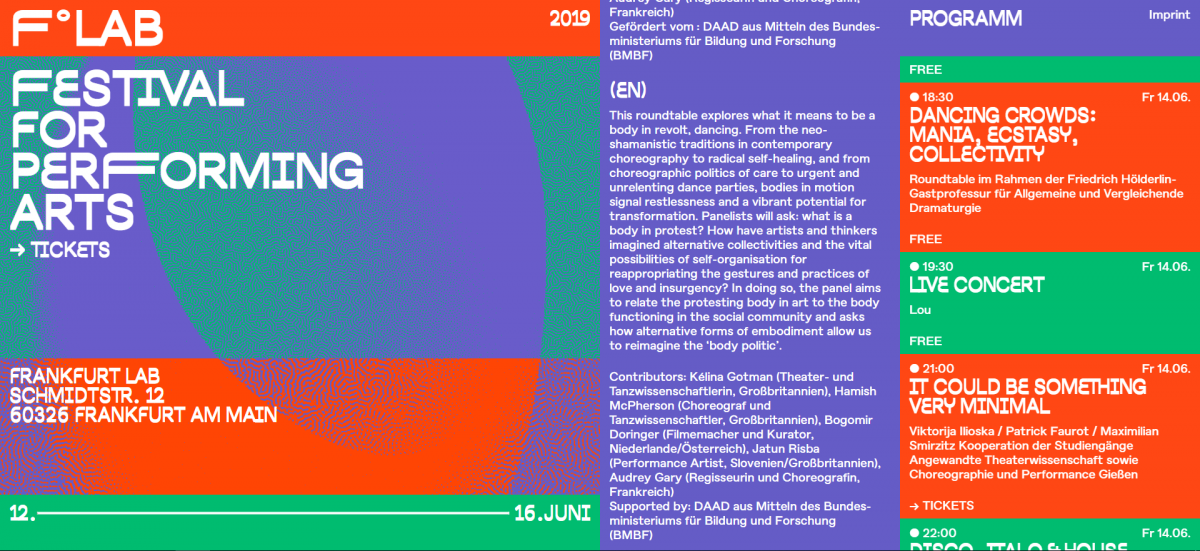 F°LAB
2019
FESTIVAL
FOR
PERFORMING
ARTS
→ TICKETS
FRANKFURT LAB
SCHMIDTSTR. 12
60326 FRANKFURT AM MAIN
12.
16.JUNI
Audrey Gary (Regisseurin und Choreografin,
Frankreich)
Gefördert vom : DAAD aus Mitteln des Bundes-
ministeriums für Bildung und Forschung
(BMBF)
(EN)
This roundtable explores what it means to be a
body in revolt, dancing. From the neo-
shamanistic traditions in contemporary
choreography to radical self-healing, and from
choreographic politics of care to urgent and
unrelenting dance parties, bodies in motion
signal restlessness and a vibrant potential for
transformation. Panelists will ask: what is a
body in protest? How have artists and thinkers
imagined alternative collectivities and the vital
possibilities of self-organisation for
reappropriating the gestures and practices of
love and insurgency? In doing so, the panel aims
to relate the protesting body in art to the body
functioning in the social community and asks
how alternative forms of embodiment allow us
to reimagine the ‘body politic’.
Contributors: Kélina Gotman (Theater- und
Tanzwissenschaftlerin, Großbritannien), Hamish
McPherson (Choreograf und
Tanzwissenschaftler, Großbritannien), Bogomir
Doringer (Filmemacher und Kurator,
Niederlande/Österreich), Jatun Risba
(Performance Artist, Slovenien/Großbritannien),
Audrey Gary (Regisseurin und Choreografin,
Frankreich)
Supported by: DAAD aus Mitteln des Bundes-
ministeriums für Bildung und Forschung
(BMBF)
PROGRAMM
Imprint
FREE
● 18:30
Fr 14.06.
DANCING CROWDS:
MANIA, ECSTASY,
COLLECTIVITY
Roundtable im Rahmen der Friedrich Hölderlin-
Gastprofessur für Allgemeine und Vergleichende
Dramaturgie
FREE
● 19:30
Fr 14.06.
LIVE CONCERT
Lou
FREE
● 21:00
Fr 14.06.
IT COULD BE SOMETHING
VERY MINIMAL
Viktorija Ilioska / Patrick Faurot / Maximilian
Smirzitz Kooperation der Studiengänge
Angewandte Theaterwissenschaft sowie
Choreographie und Performance Gießen
→ TICKETS
● 22:00
Fr 14.06.
DISCO, ITALO & HOUSE